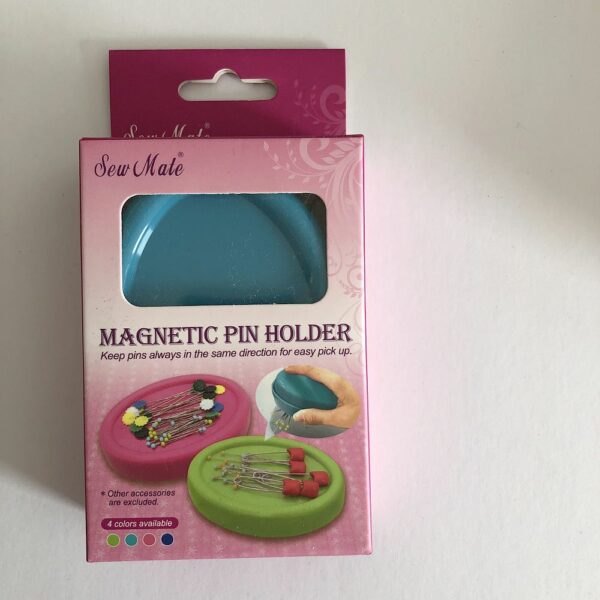 Sew Mate®
Sew Mate®
MAGNETIC PIN HOLDER
Keep pins always in the same direction for easy pick up.
* Other accessories
are excluded.
4 colors available